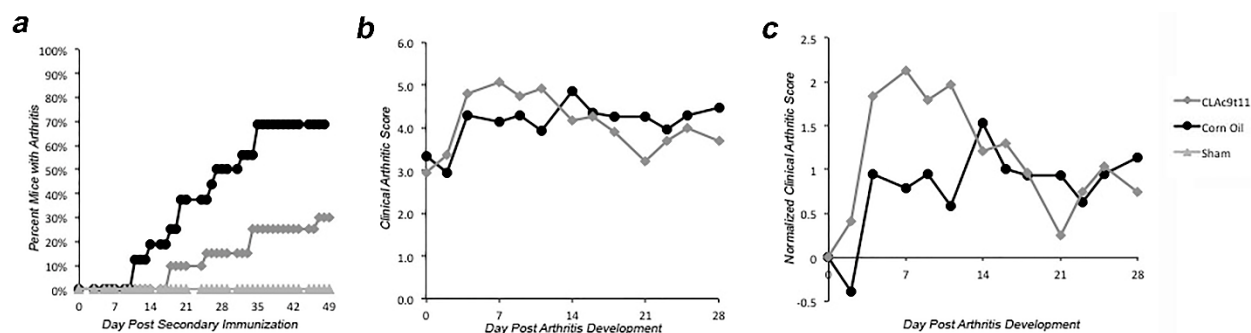 a
Percent Mice with Arthritis
100%
90%
80%
70%
60%
50%
40%
30%
20%
10%
0%
0 7 14 21 28 35 42 49
Day Post Secondary Immunization
b
Clinical Arthritic Score
6.0
5.0
4.0
3.0
2.0
1.0
0.0
0 7 14 21 28
Day Post Arthritis Development
c
Normalized Clinical Arthritic Score
2.5
2
1.5
1
0.5
0
-0.5
0 7 14 21 28
Day Post Arthritis Development
CLAc9t11
Corn Oil
Sham